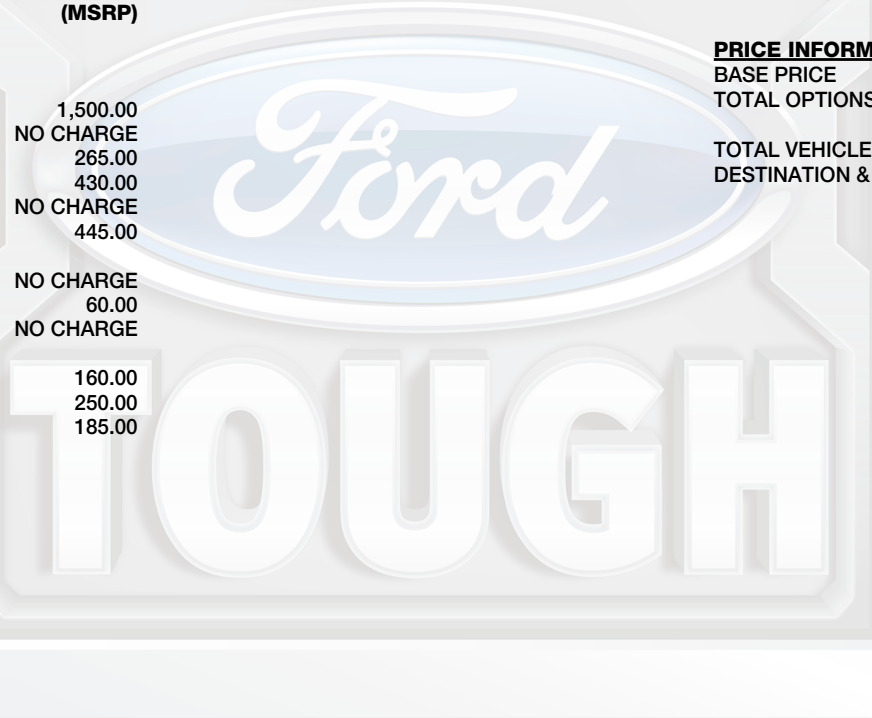 (MSRP)
1,500.00
NO CHARGE
265.00
430.00
NO CHARGE
445.00
NO CHARGE
60.00
NO CHARGE
160.00
250.00
185.00
PRICE INFORM
BASE PRICE
TOTAL OPTIONS
TOTAL VEHICLE
DESTINATION &
Ford
TOUGH